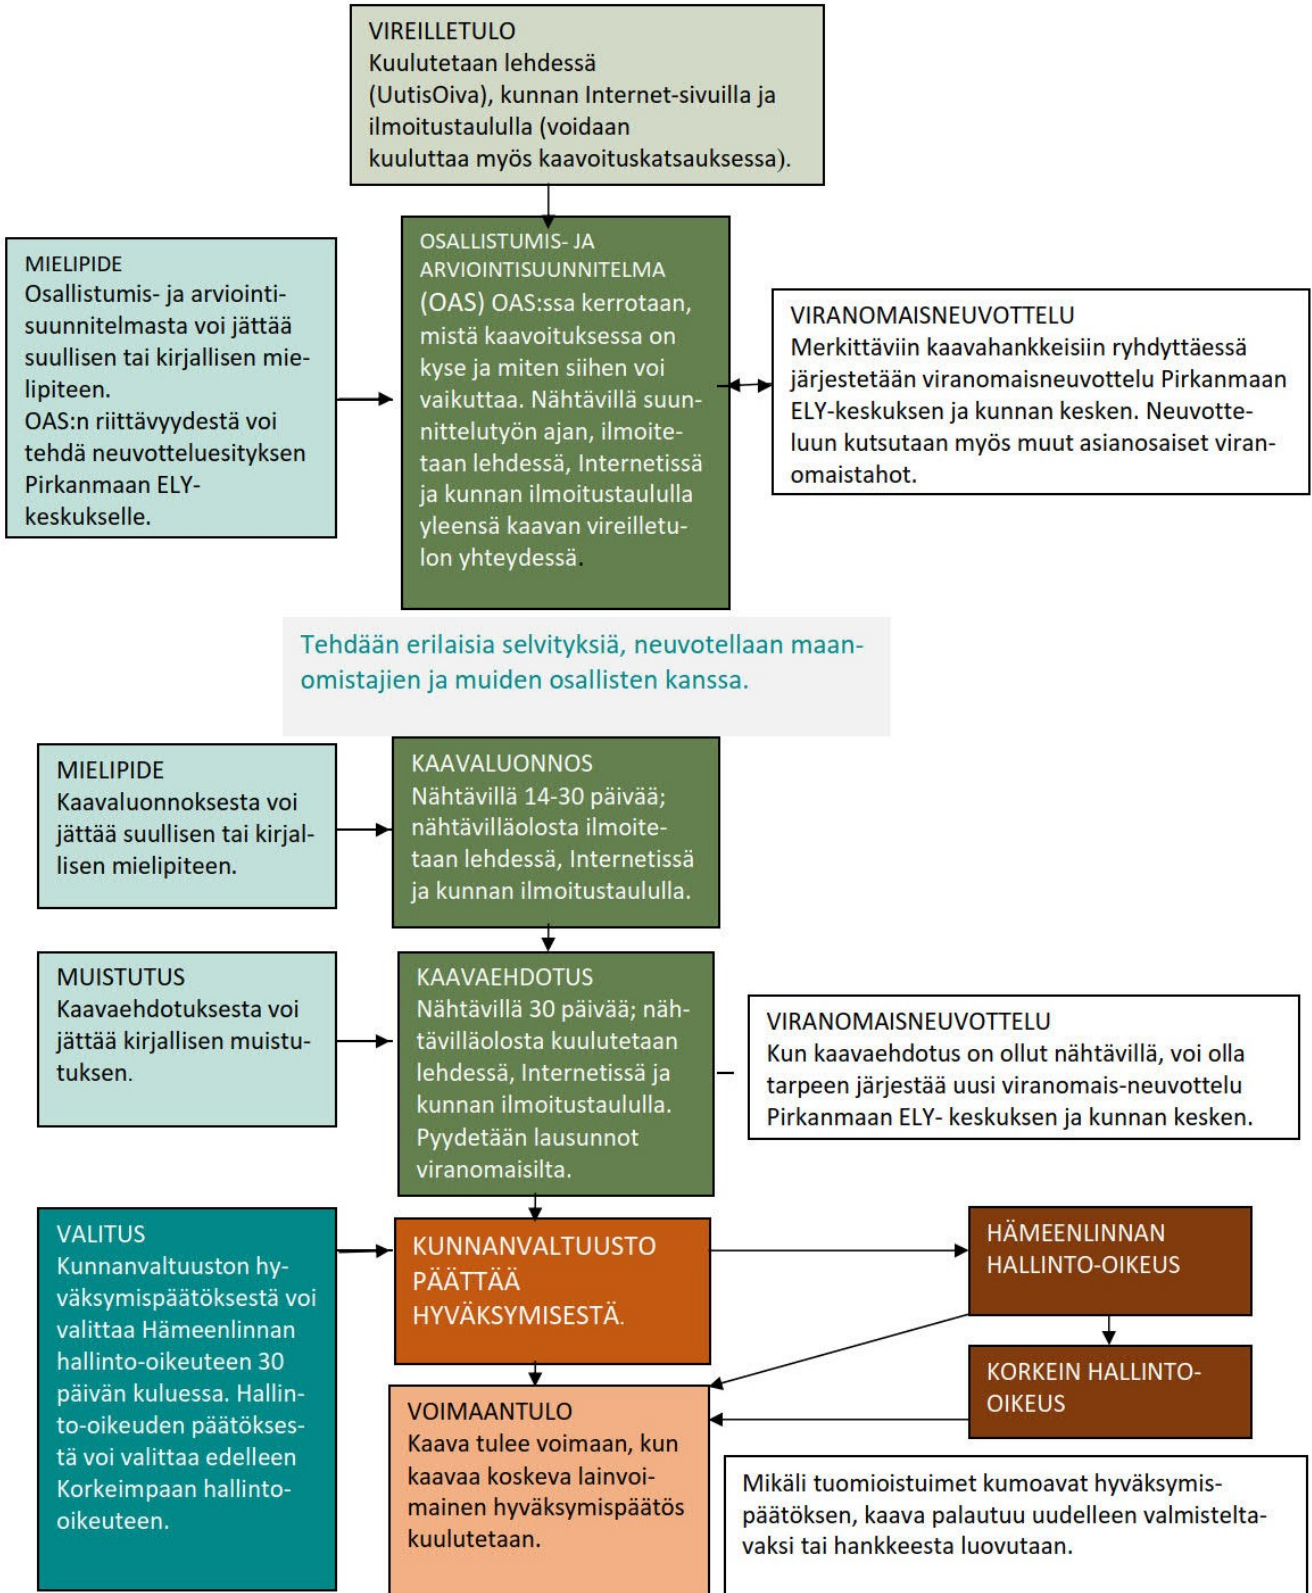 VIREILLETULO
Kuulutetaan lehdessä
(UutisOiva), kunnan Internet-sivuilla ja
ilmoitustaululla (voidaan
kuuluttaa myös kaavoituskatsauksessa).
MIELIPIDE
Osallistumis- ja arviointi-
suunnitelmasta voi jättää
suullisen tai kirjallisen mie-
lipiteen.
OAS:n riittävyydestä voi
tehdä neuvotteluesityksen
Pirkanmaan ELY-
keskukselle.
OSALLISTUMIS- JA
ARVIOINTISUUNNITELMA
(OAS) OAS:ssa kerrotaan,
mistä kaavoituksessa on
kyse ja miten siihen voi
vaikuttaa. Nähtävillä suun-
nittelutyön ajan, ilmoite-
taan lehdessä, Internetissä
ja kunnan ilmoitustaululla
yleensä kaavan vireilletu-
lon yhteydessä.
VIRANOMAISNEUVOTTELU
Merkittäviin kaavahankkeisiin ryhdyttäessä
järjestetään viranomaisneuvottelu Pirkanmaan
ELY-keskuksen ja kunnan kesken. Neuvotte-
luun kutsutaan myös muut asianosaiset viran-
omaistahot.
Tehdään erilaisia selvityksiä, neuvotellaan maan-
omistajien ja muiden osallisten kanssa.
MIELIPIDE
Kaavaluonnoksesta voi
jättää suullisen tai kirjal-
lisen mielipiteen.
KAAVALUONNOS
Nähtävillä 14-30 päivää;
nähtävilläolosta ilmoite-
taan lehdessä, Internetissä
ja kunnan ilmoitustaululla.
MUISTUTUS
Kaavaehdotuksesta voi
jättää kirjallisen muistu-
tuksen.
KAAVAEHDOTUS
Nähtävillä 30 päivää; näh-
tävilläolosta kuulutetaan
lehdessä, Internetissä ja
kunnan ilmoitustaululla.
Pyydetään lausunnot
viranomaisilta.
VIRANOMAISNEUVOTTELU
Kun kaavaehdotus on ollut nähtävillä, voi olla
tarpeen järjestää uusi viranomais-neuvottelu
Pirkanmaan ELY- keskuksen ja kunnan kesken.
VALITUS
Kunnanvaltuuston hy-
väksymispäätöksestä voi
valittaa Hämeenlinnan
hallinto-oikeuteen 30
päivän kuluessa. Hallin-
to-oikeuden päätökses-
tä voi valittaa edelleen
Korkeimpaan hallinto-
oikeuteen.
KUNNANVALTUUSTO
PÄÄTTÄÄ
HYVÄKSYMISESTÄ.
HÄMEENLINNAN
HALLINTO-OIKEUS
KORKEIN HALLINTO-
OIKEUS
VOIMAANTULO
Kaava tulee voimaan, kun
kaavaa koskeva lainvoi-
mainen hyväksymispäätös
kuulutetaan.
Mikäli tuomioistuimet kumoavat hyväksymis-
päätöksen, kaava palautuu uudelleen valmistelta-
vaksi tai hankkeesta luovutaan.